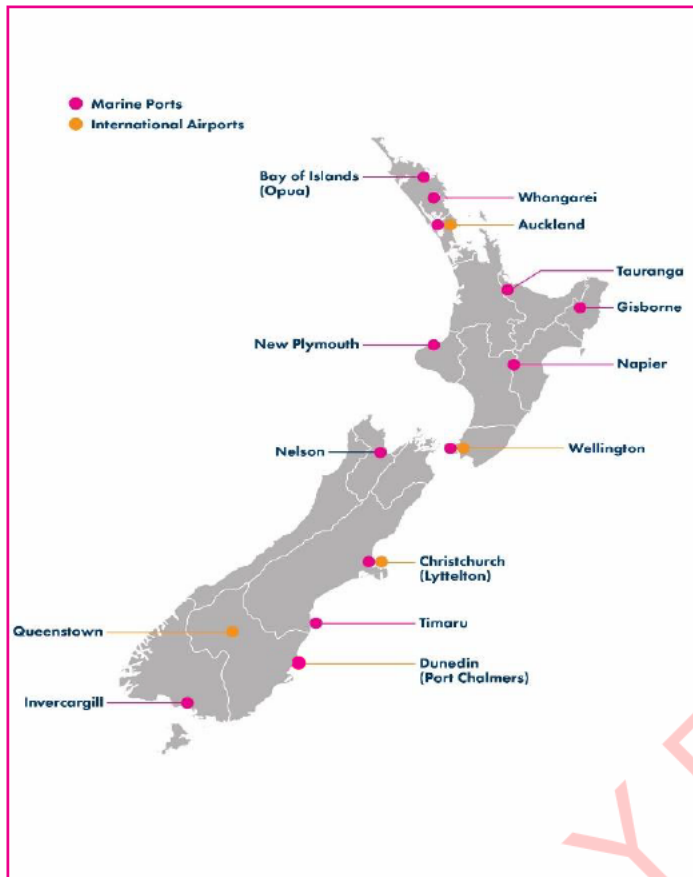 Marine Ports
International Airports
Bay of Islands
(Opua)
Whangarei
Auckland
Tauranga
Gisborne
New Plymouth
Napier
Nelson
Wellington
Christchurch
(Lyttelton)
Queenstown
Timaru
Dunedin
(Port Chalmers)
Invercargill
Y